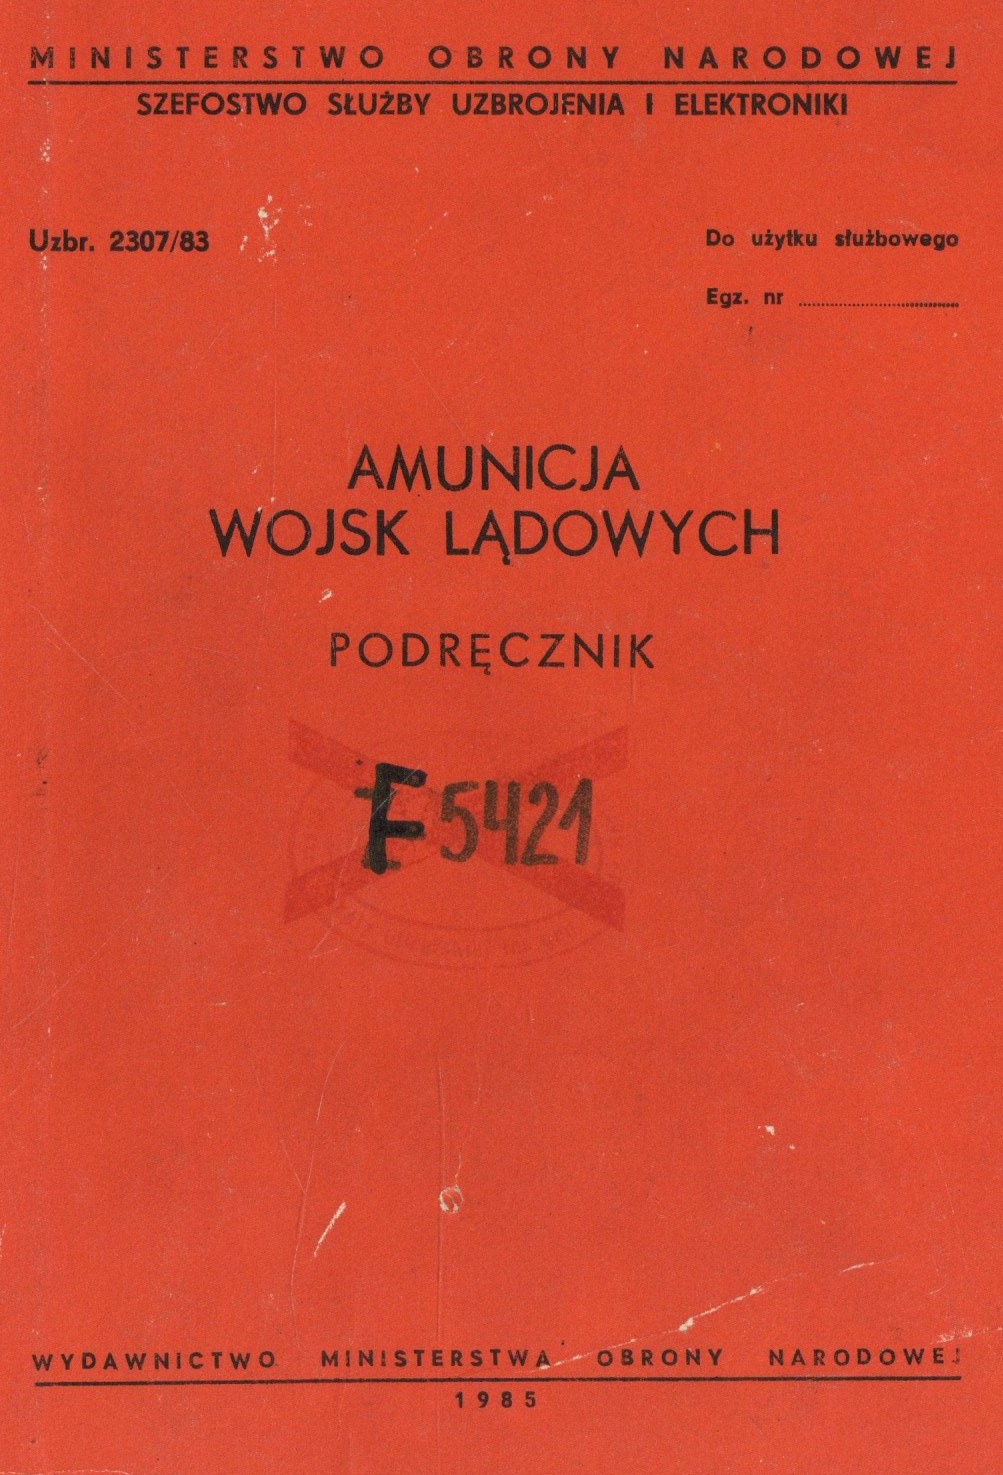 MINISTERSTWO OBRONY NARODOWEJ
SZEFOSTWO SŁUŻBY UZBROJENIA I ELEKTRONIKI
Uzbr. 2307/83
Do użytku służbowego
Egz. nr ....................
AMUNICJA
WOJSK LĄDOWYCH
PODRĘCZNIK
F 5421
WYDAWNICTWO MINISTERSTWA OBRONY NARODOWEJ
1985